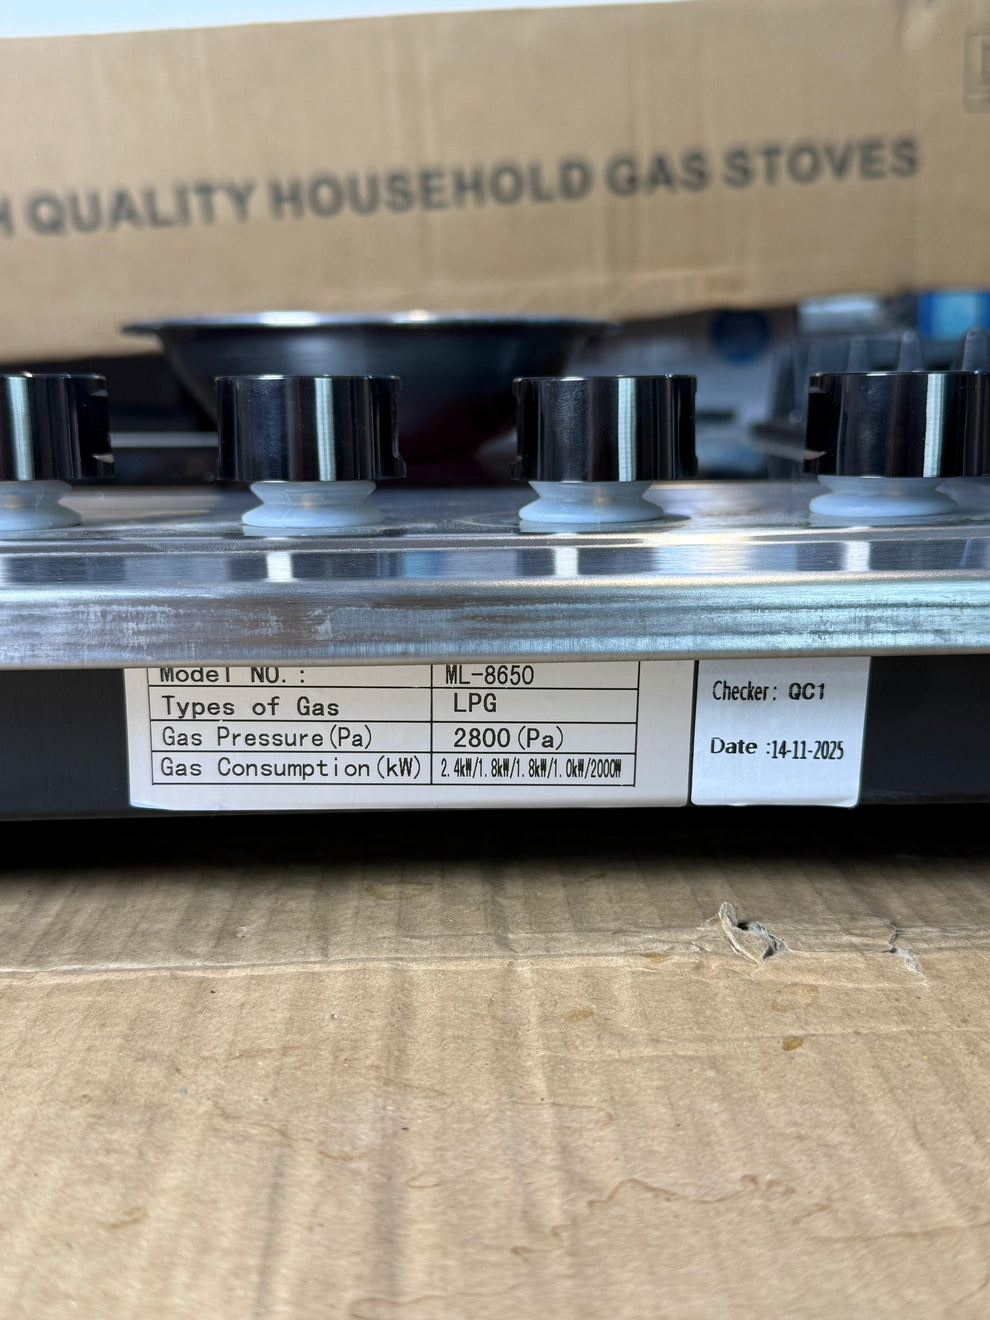 H QUALITY HOUSEHOLD GAS STOVES
Model NO. : ML-8650
Types of Gas LPG
Gas Pressure(Pa) 2800(Pa)
Gas Consumption(kW) 2.4kW/1.8kW/1.8kW/1.0kW/2000W
Checker: QC1
Date :14-11-2025